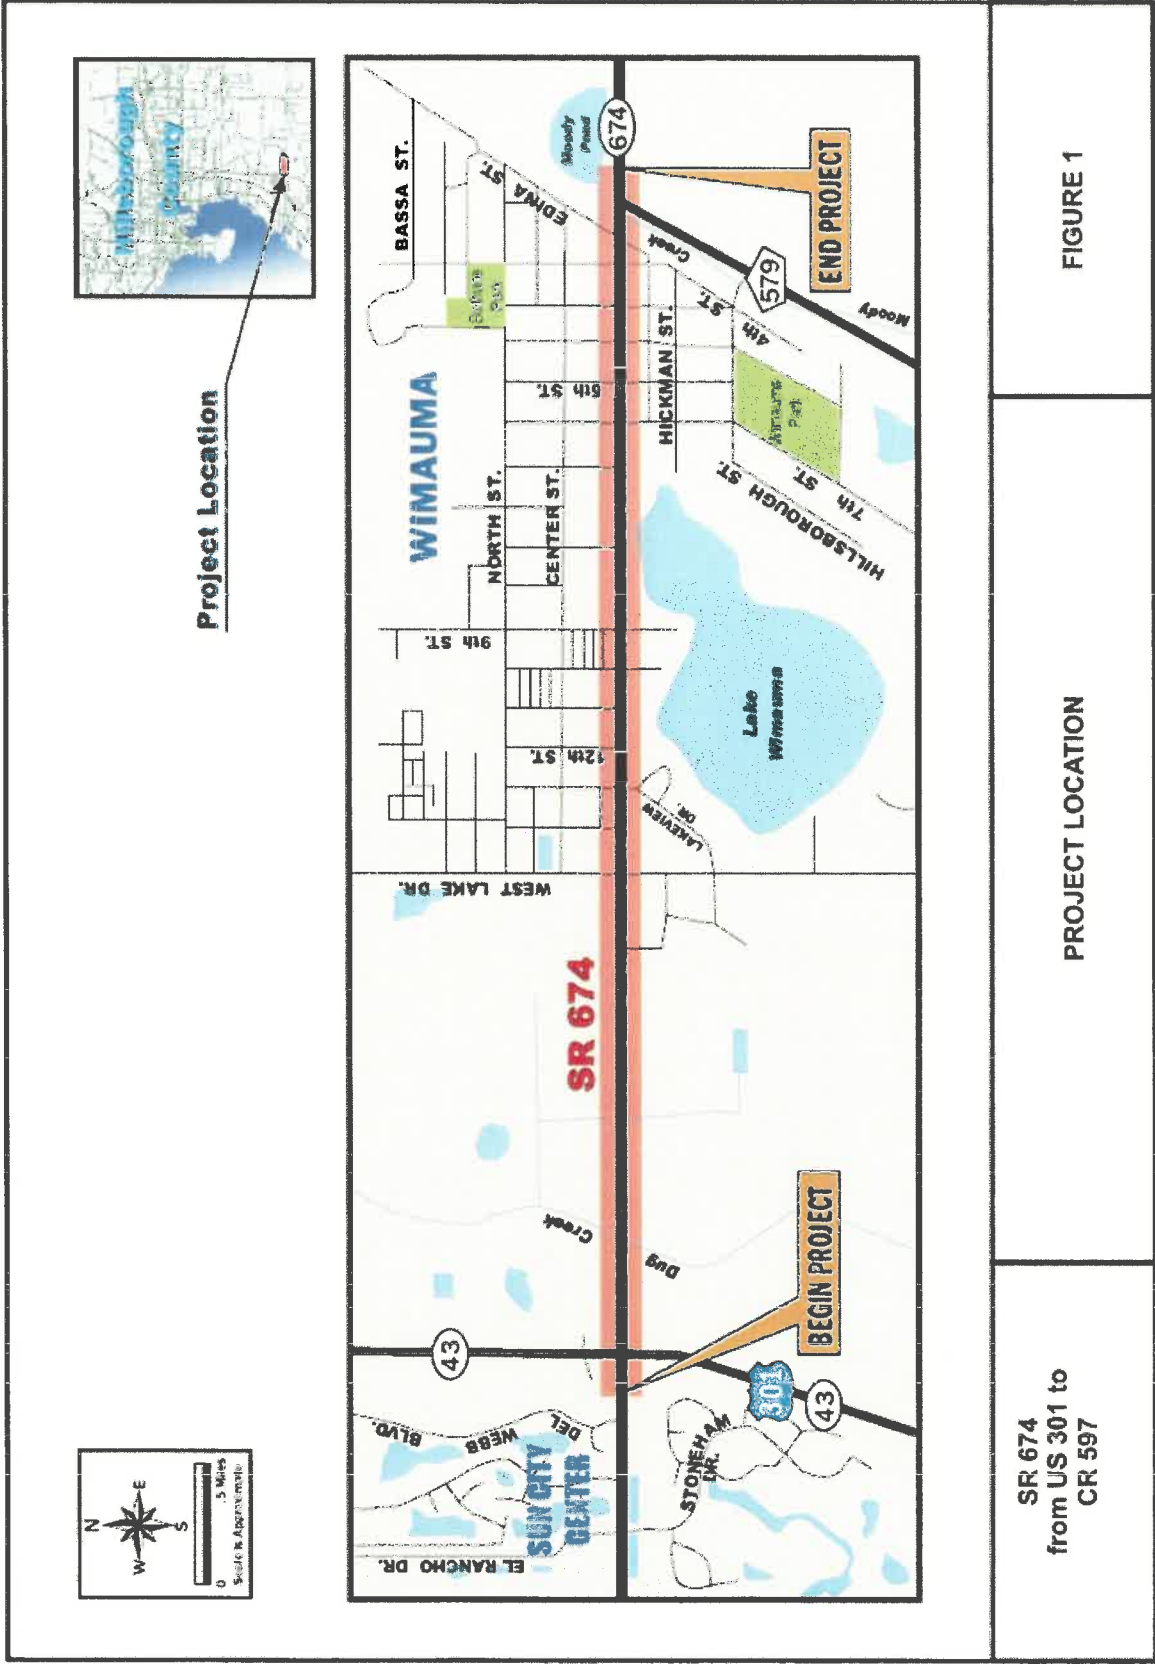 Hillsborough
County
Project Location
N
W
E
S
0
.5 Miles
Scale is Approximate
BASSA ST.
EDINA ST.
Moody
Pond
674
WIMAUMA
NORTH ST.
CENTER ST.
9th ST.
12th ST.
5th ST.
HICKMAN ST.
Creek
4th ST.
579
Moody
END PROJECT
Park
7th ST.
HILLSBOROUGH ST.
Lake
Wimauma
LAKEVIEW
DR.
WEST LAKE DR.
SR 674
Creek
Dug
BEGIN PROJECT
43
301
43
DEL WEBB BLVD.
SUN CITY
CENTER
EL RANCHO DR.
STONEHAM
DR.
SR 674
from US 301 to
CR 597
PROJECT LOCATION
FIGURE 1